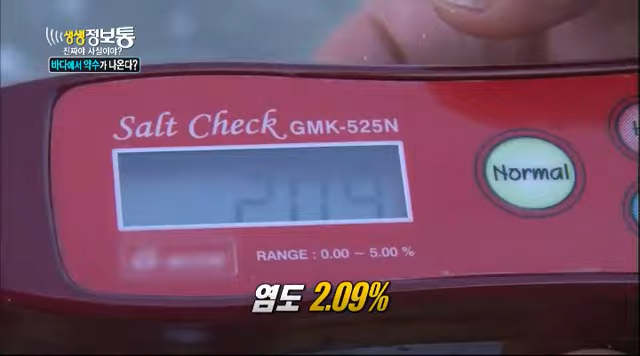 생생정보통
진짜야 사실이야?
바다에서 약수가 나온다?
Salt Check GMK-525N
Normal
RANGE : 0.00 ~ 5.00 %
염도 2.09%